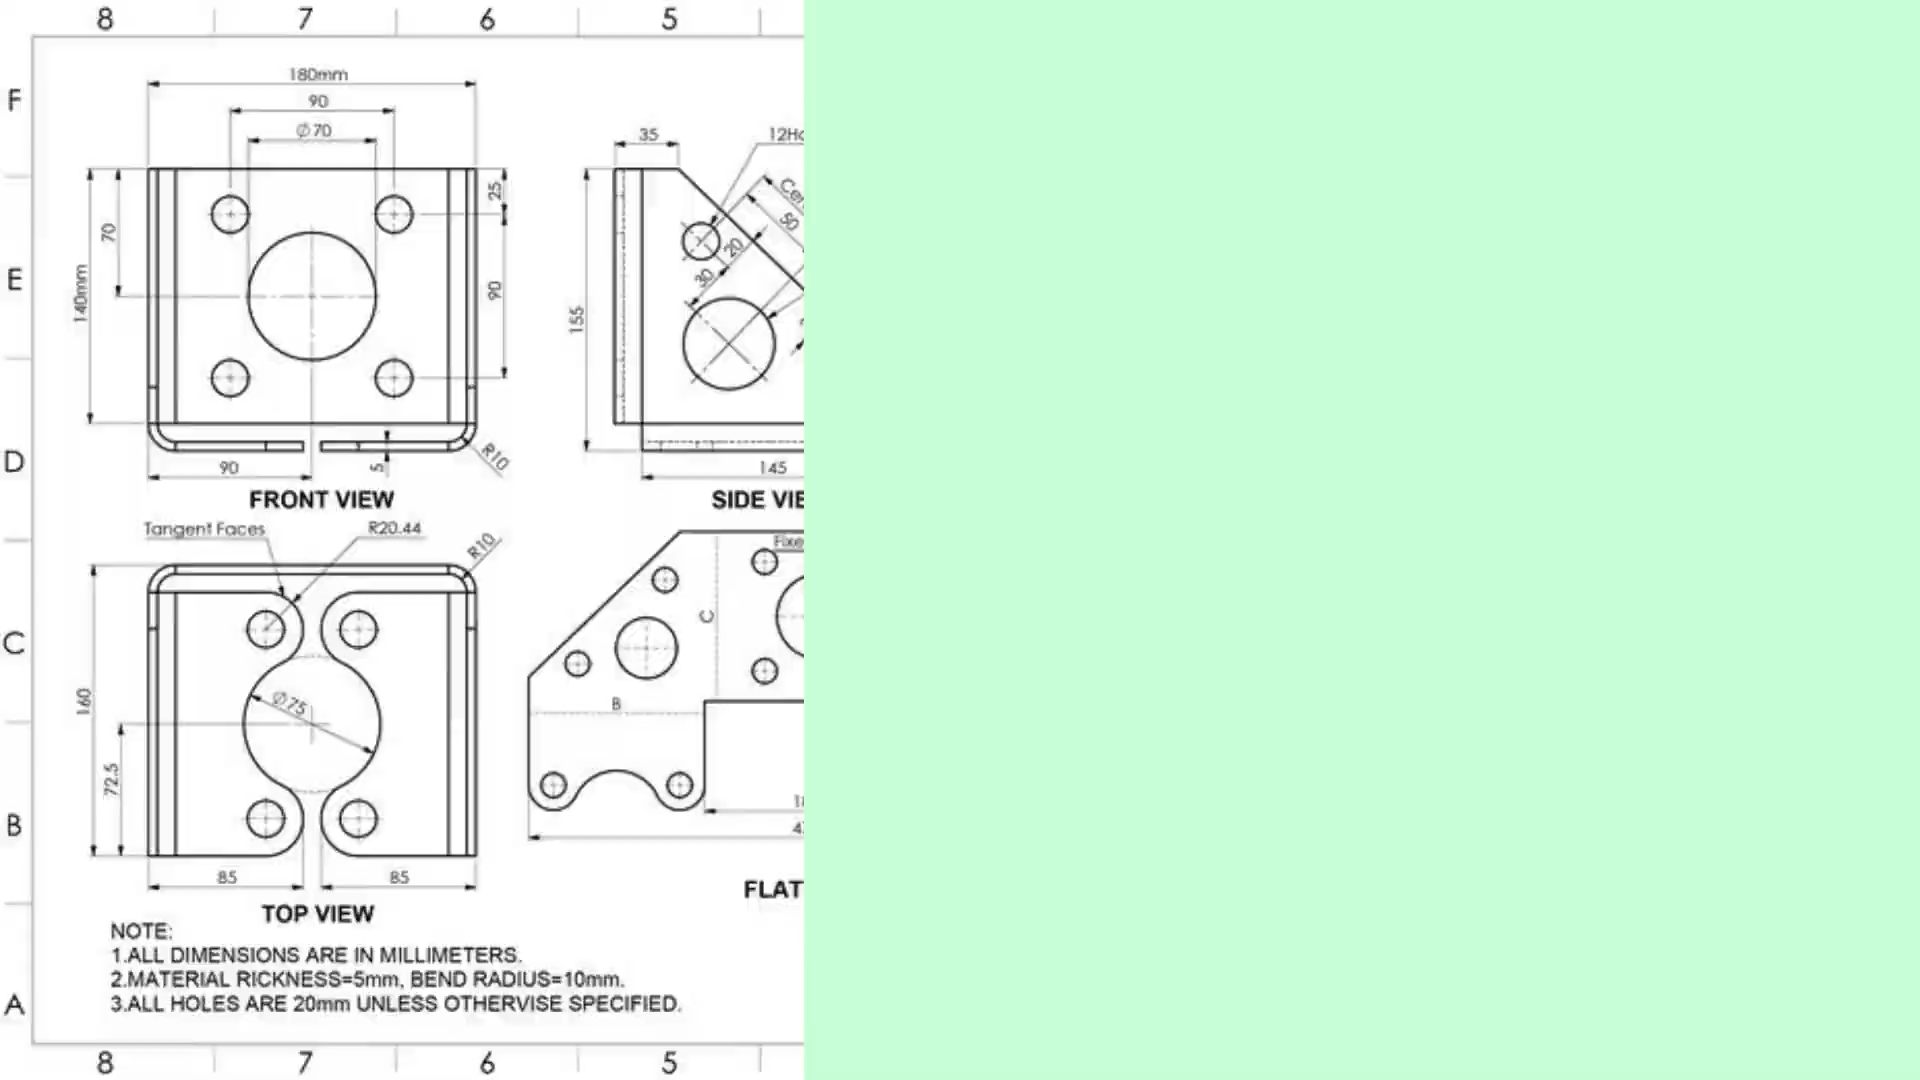 8 7 6 5
F
E
D
C
B
A
180mm
90
∅70
25
70
140mm
90
90
5
R10
FRONT VIEW
35
12Ho
Cen
50
20
30
155
145
SIDE VIE
Tangent Faces
R20.44
R10
160
∅75
72.5
85
85
TOP VIEW
Fixe
C
B
FLAT
NOTE:
1.ALL DIMENSIONS ARE IN MILLIMETERS.
2.MATERIAL RICKNESS=5mm, BEND RADIUS=10mm.
3.ALL HOLES ARE 20mm UNLESS OTHERVISE SPECIFIED.
8 7 6 5